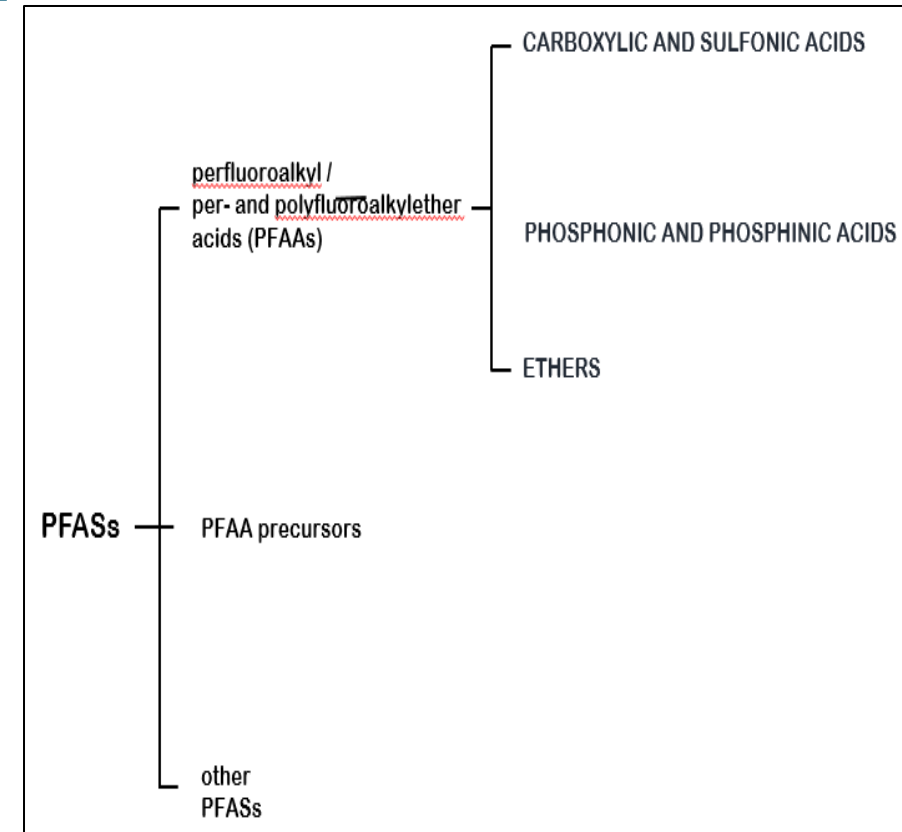 CARBOXYLIC AND SULFONIC ACIDS
perfluoroalkyl /
per- and polyfluoroalkylether
acids (PFAAs)
PHOSPHONIC AND PHOSPHINIC ACIDS
ETHERS
PFASs
PFAA precursors
other
PFASs